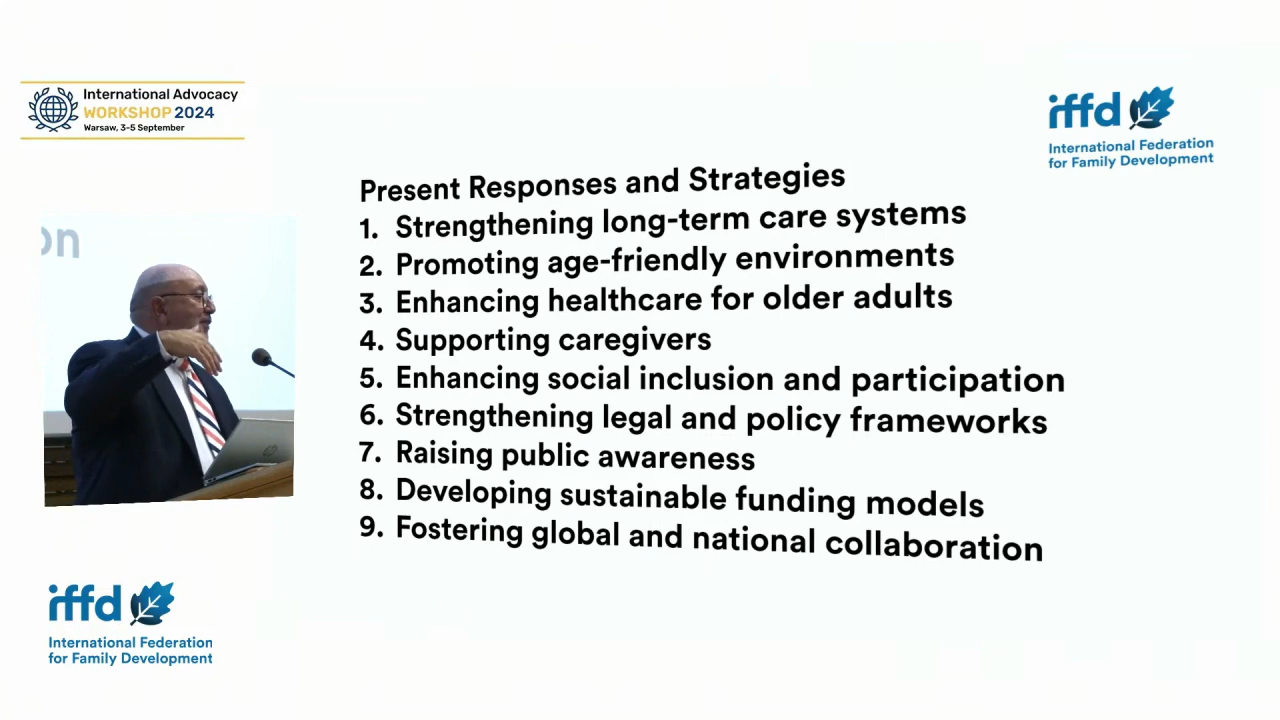 International Advocacy
WORKSHOP 2024
Warsaw, 3-5 September
iffd
International Federation
for Family Development
Present Responses and Strategies
1. Strengthening long-term care systems
2. Promoting age-friendly environments
3. Enhancing healthcare for older adults
4. Supporting caregivers
5. Enhancing social inclusion and participation
6. Strengthening legal and policy frameworks
7. Raising public awareness
8. Developing sustainable funding models
9. Fostering global and national collaboration
on
iffd
International Federation
for Family Development